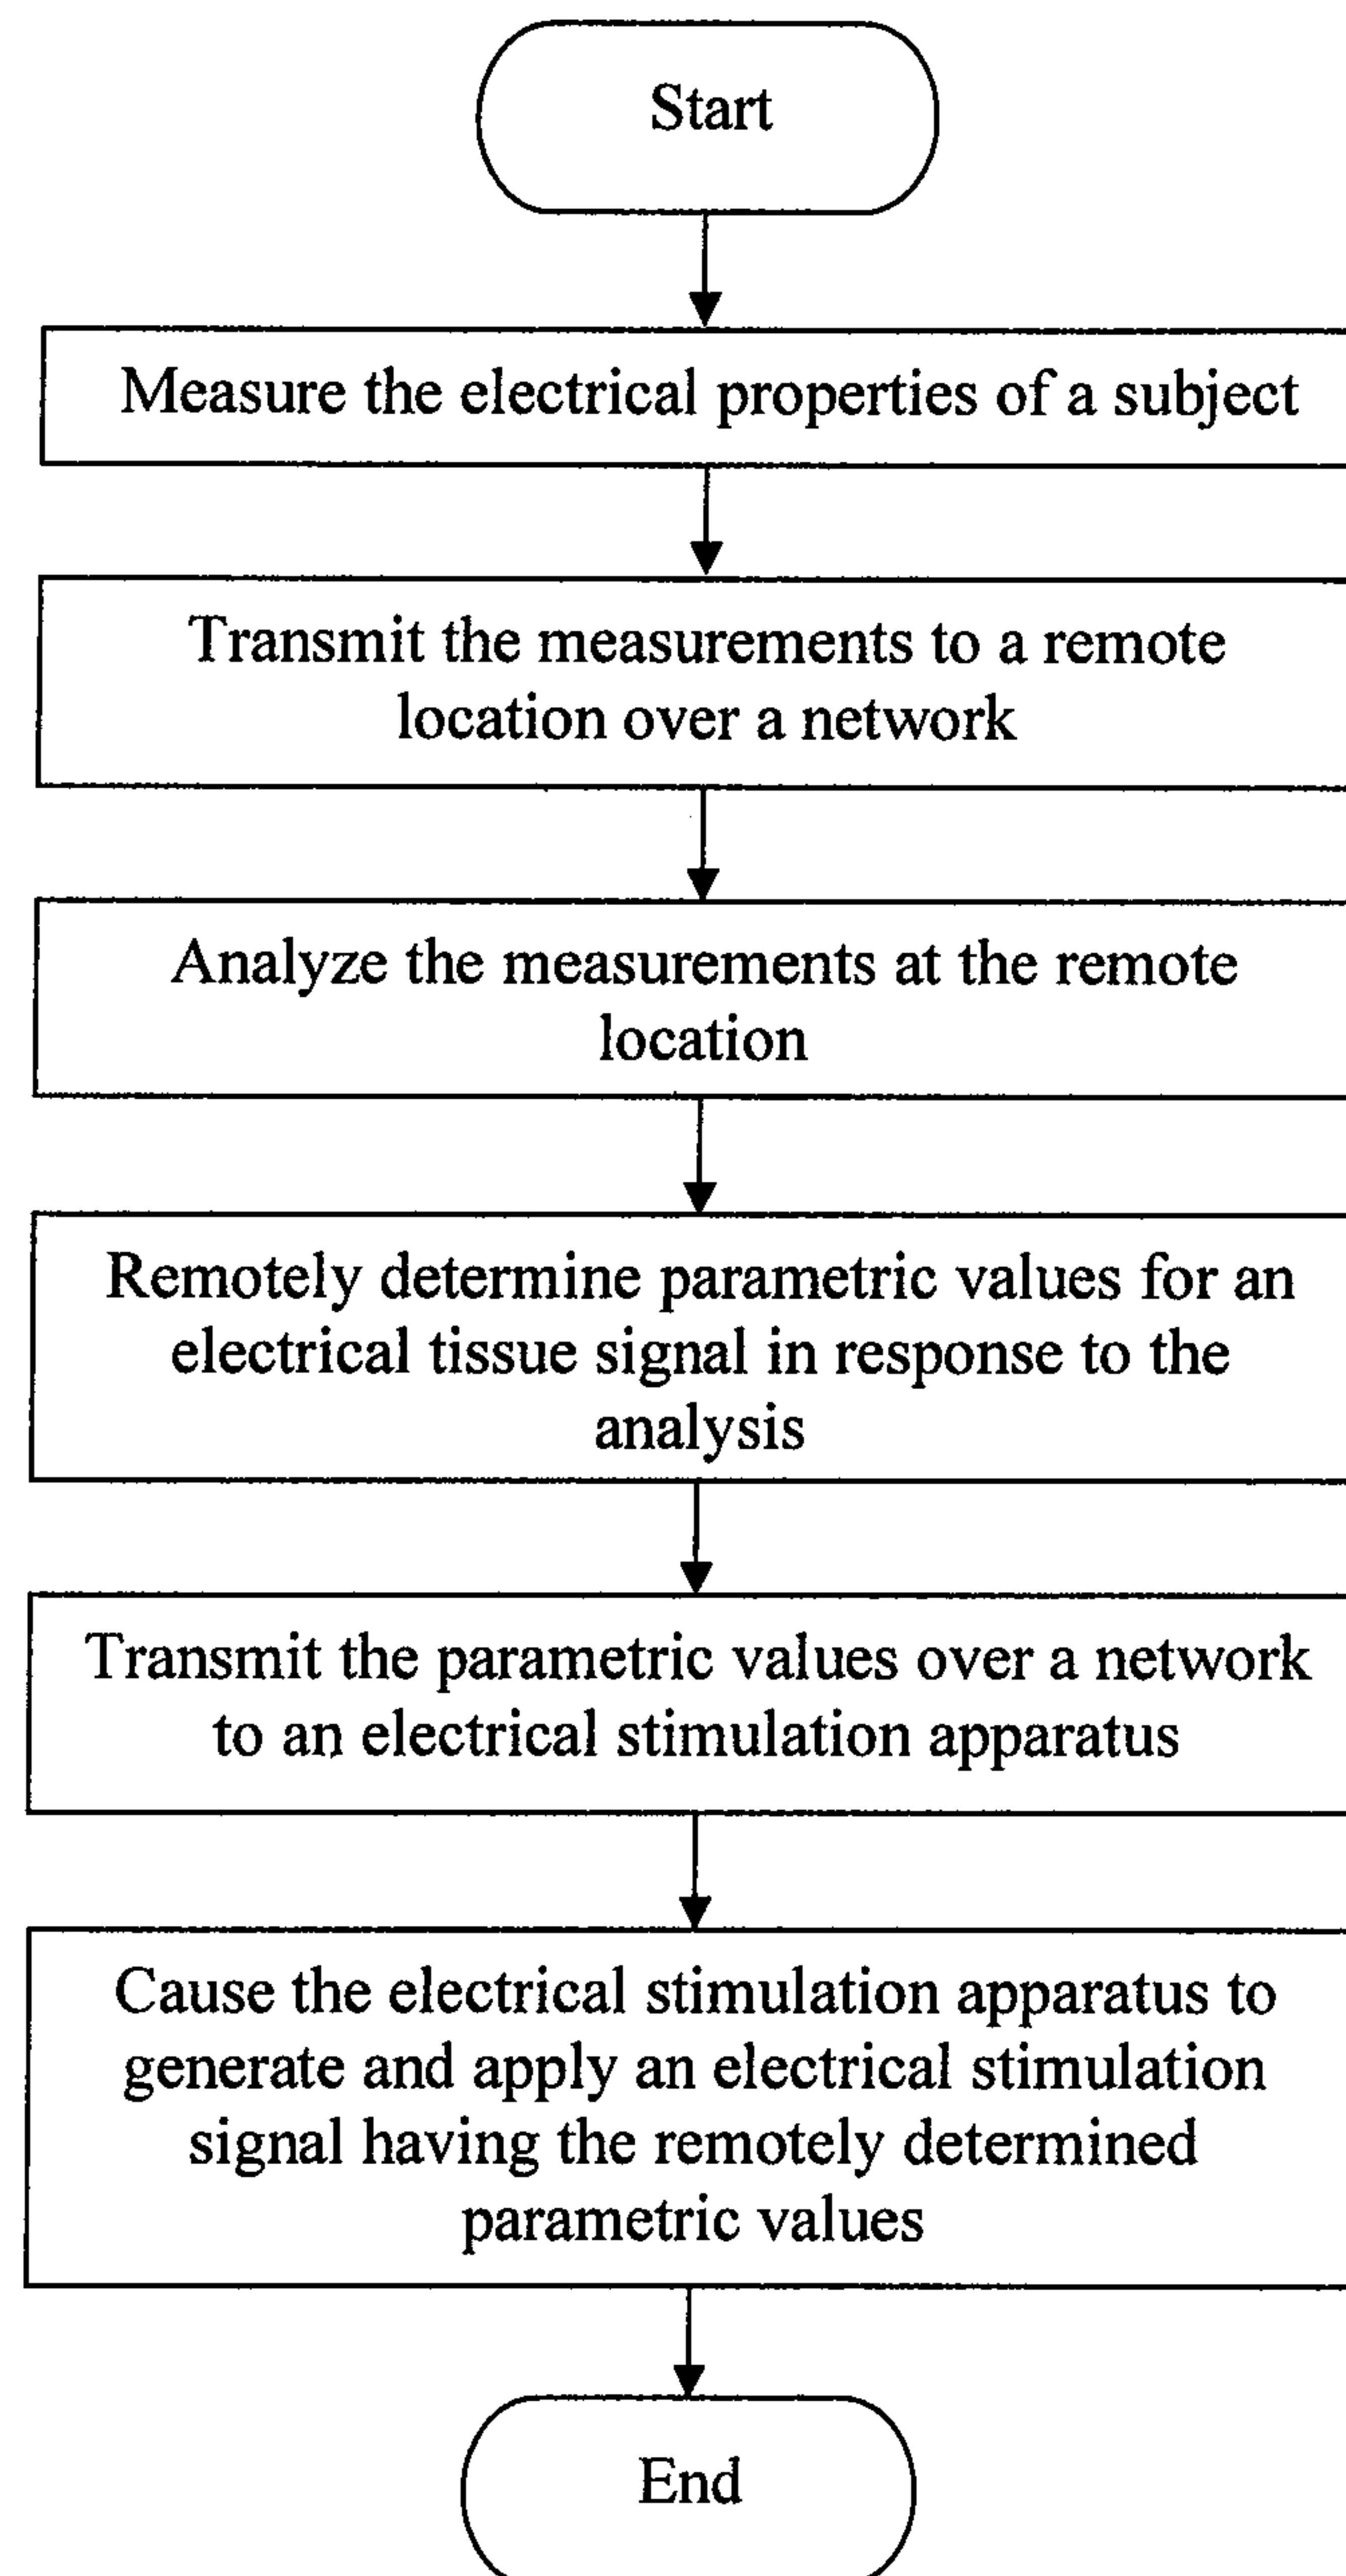 Start
Measure the electrical properties of a subject
Transmit the measurements to a remote
location over a network
Analyze the measurements at the remote
location
Remotely determine parametric values for an
electrical tissue signal in response to the
analysis
Transmit the parametric values over a network
to an electrical stimulation apparatus
Cause the electrical stimulation apparatus to
generate and apply an electrical stimulation
signal having the remotely determined
parametric values
End